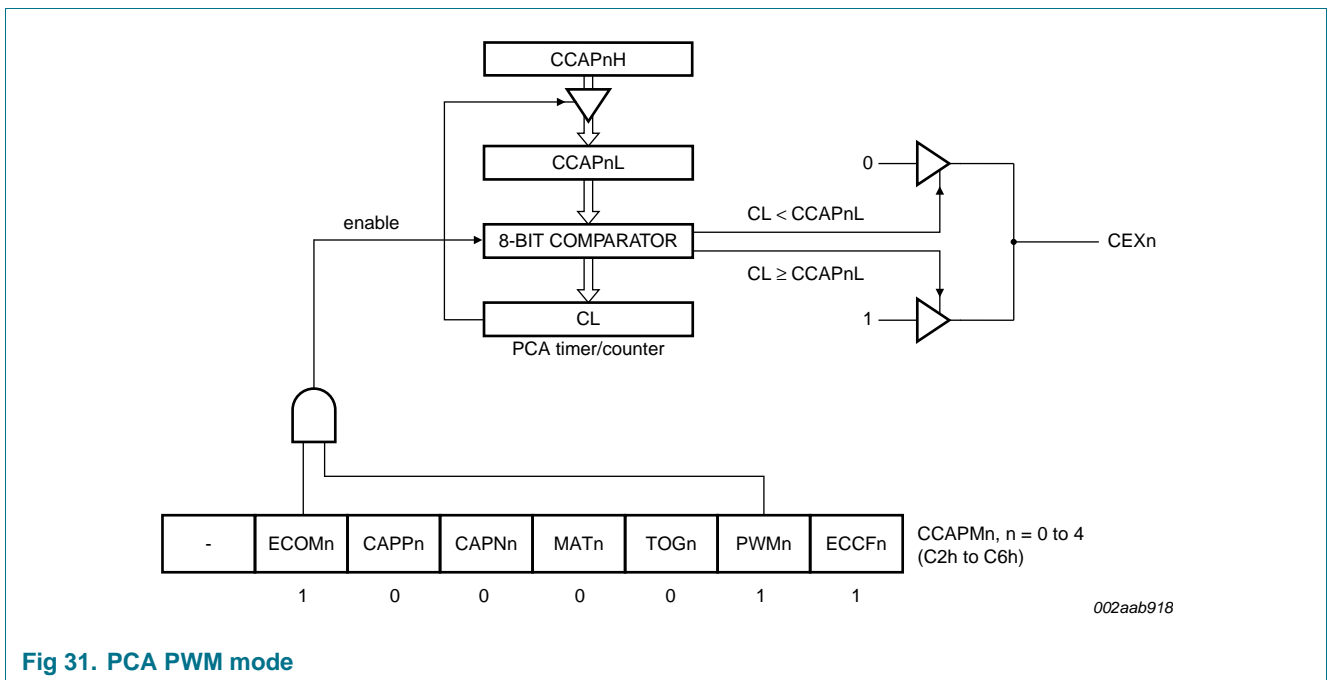 CCAPnH
CCAPnL
0
CL < CCAPnL
enable
8-BIT COMPARATOR
CEXn
CL ≥ CCAPnL
CL
1
PCA timer/counter
- ECOMn CAPPn CAPNn MATn TOGn PWMn ECCFn
CCAPMn, n = 0 to 4
(C2h to C6h)
1 0 0 0 0 1 1
002aab918
Fig 31. PCA PWM mode